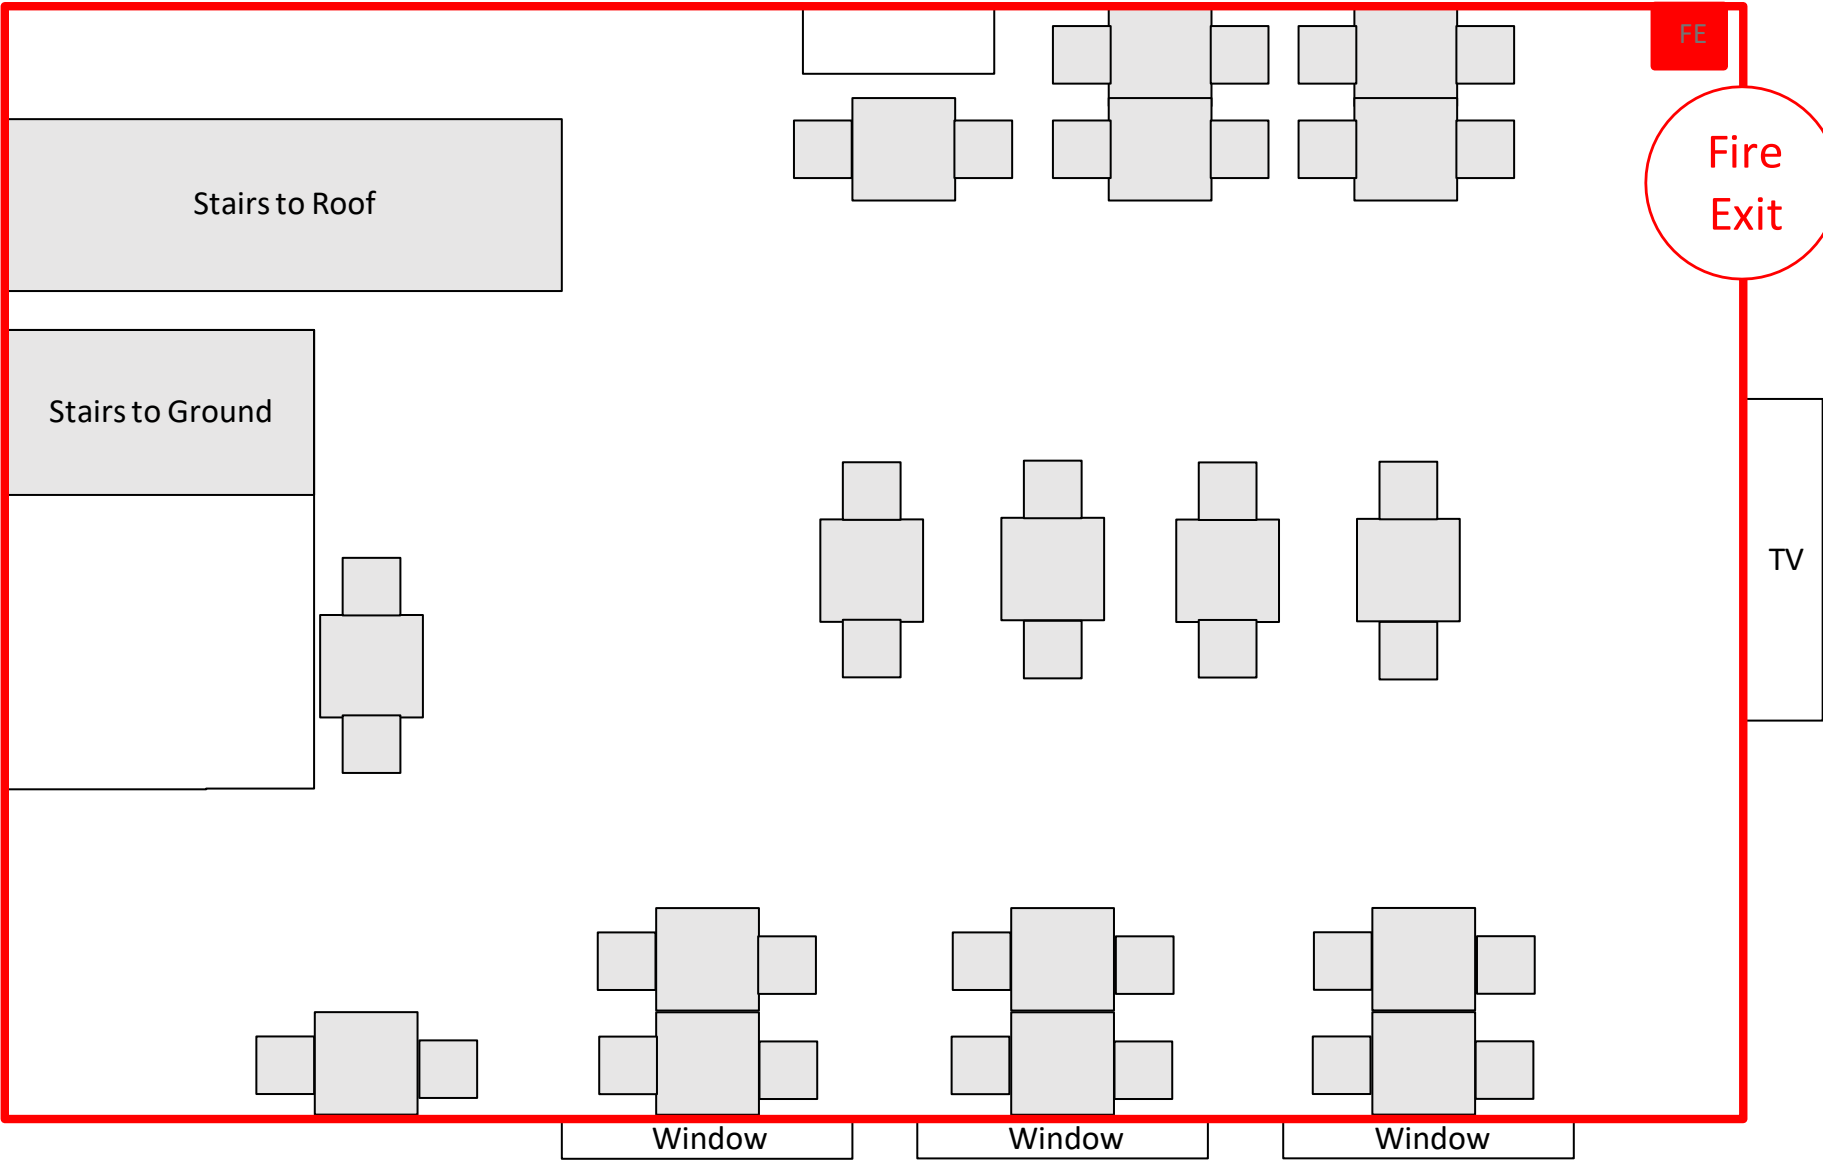 FE
Fire
Exit
Stairs to Roof
Stairs to Ground
TV
Window
Window
Window